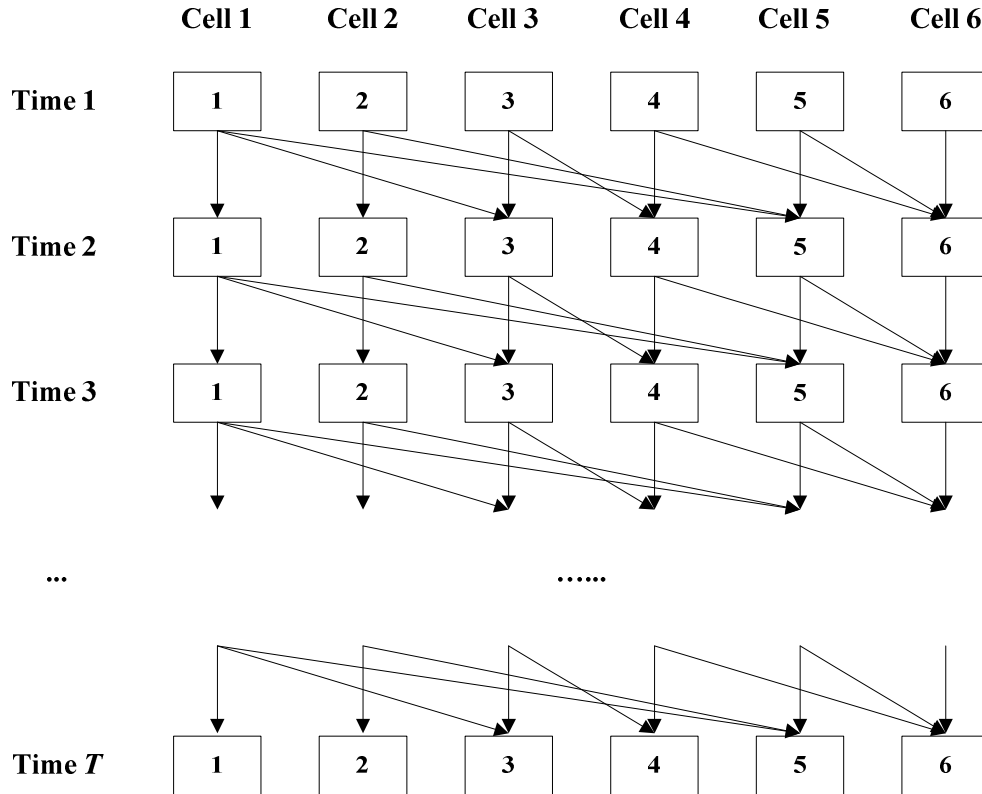 Cell 1 Cell 2 Cell 3 Cell 4 Cell 5 Cell 6
Time 1 1 2 3 4 5 6
Time 2 1 2 3 4 5 6
Time 3 1 2 3 4 5 6
... ...…...
Time T 1 2 3 4 5 6